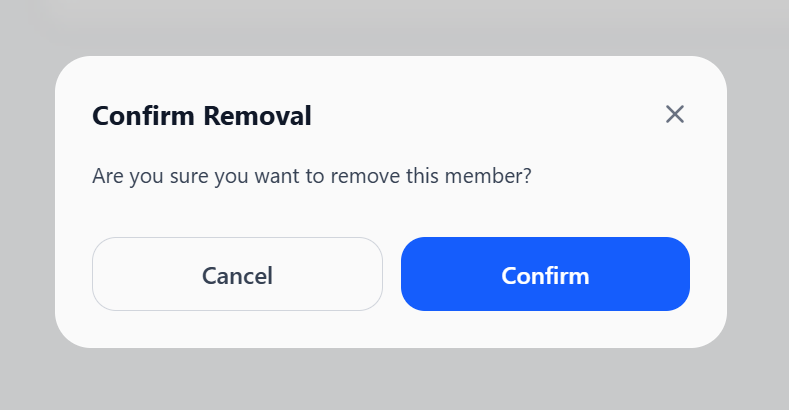 Confirm Removal
Are you sure you want to remove this member?
Cancel
Confirm